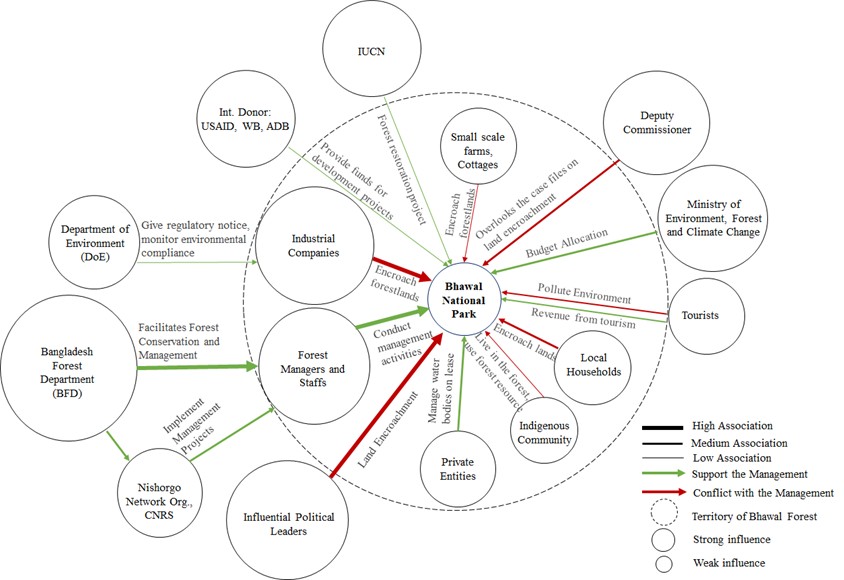 IUCN
Int. Donor:
USAID, WB, ADB
Small scale
farms,
Cottages
Deputy
Commissioner
Forest restoration project
Provide funds for
development projects
Encroach
forestlands
Overlooks the case files on
land encroachment
Ministry of
Environment, Forest
and Climate Change
Department of
Environment
(DoE)
Give regulatory notice,
monitor environmental
compliance
Industrial
Companies
Budget Allocation
Encroach
forestlands
Bhawal
National
Park
Pollute Environment
Revenue from tourism
Tourists
Bangladesh
Forest
Department
(BFD)
Facilitates Forest
Conservation and
Management
Forest
Managers and
Staffs
Conduct
management
activities
Encroach lands
Local
Households
Live in the forest,
use forest resource
Manage water
bodies on lease
Land Encroachment
Implement
Management
Projects
Indigenous
Community
Private
Entities
Nishorgo
Network Org.,
CNRS
Influential Political
Leaders
High Association
Medium Association
Low Association
Support the Management
Conflict with the Management
Territory of Bhawal Forest
Strong influence
Weak influence